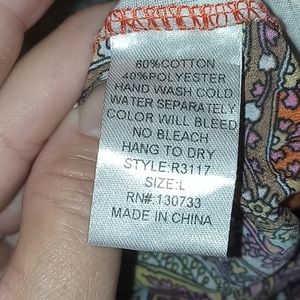 60%COTTON
40%POLYESTER
HAND WASH COLD
WATER SEPARATELY
COLOR WILL BLEED
NO BLEACH
HANG TO DRY
STYLE:R3117
SIZE:L
RN#:130733
MADE IN CHINA